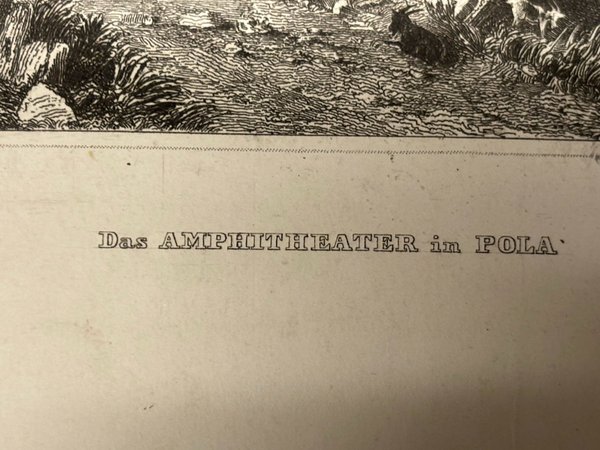 Das AMPHITHEATER in POLA